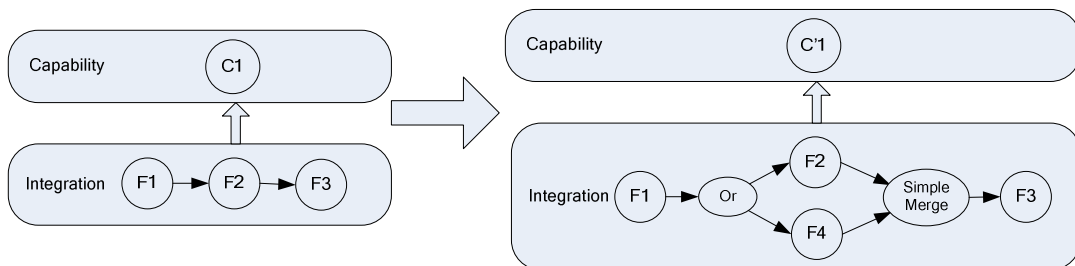 Capability
C1
Integration
F1
F2
F3
Capability
C'1
Integration
F1
Or
F2
F4
Simple
Merge
F3